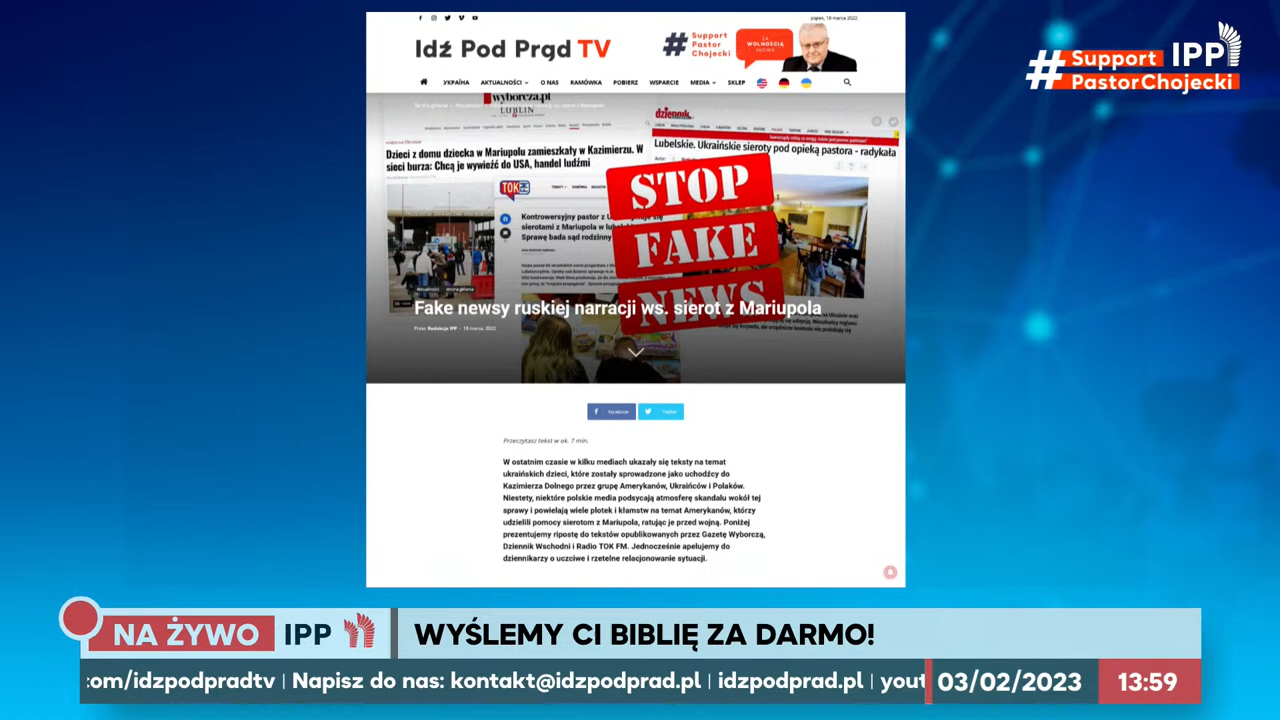 piątek, 18 marca 2022
Idź Pod Prąd TV
# Support Pastor Chojecki
ZA WOLNOŚCIĄ SŁOWA
#Support IPP
PastorChojecki
УКРАЇНА AKTUALNOŚCI O NAS RAMÓWKA POBIERZ WSPARCIE MEDIA SKLEP
wyborcza.pl
LUBLIN
dziennik
Dzieci z domu dziecka w Mariupolu zamieszkały w Kazimierzu. W
sieci burza: Chcą je wywieźć do USA, handel ludźmi
Lubelskie. Ukraińskie sieroty pod opieką pastora - radykała
TOK FM
Kontrowersyjny pastor z
sierotami z Mariupola w
Sprawę bada sąd rodzinny
STOP
FAKE
NEWS
Aktualności strona główna
Fake newsy ruskiej narracji ws. sierot z Mariupola
Przez Redakcja IPP - 18 marca, 2022
Facebook Twitter
Przeczytasz tekst w ok. 7 min.
W ostatnim czasie w kilku mediach ukazały się teksty na temat
ukraińskich dzieci, które zostały sprowadzone jako uchodźcy do
Kazimierza Dolnego przez grupę Amerykanów, Ukraińców i Polaków.
Niestety, niektóre polskie media podsycają atmosferę skandalu wokół tej
sprawy i powielają wiele plotek i kłamstw na temat Amerykanów, którzy
udzielili pomocy sierotom z Mariupola, ratując je przed wojną. Poniżej
prezentujemy ripostę do tekstów opublikowanych przez Gazetę Wyborczą,
Dziennik Wschodni i Radio TOK FM. Jednocześnie apelujemy do
dziennikarzy o uczciwe i rzetelne relacjonowanie sytuacji.
NA ŻYWO IPP WYŚLEMY CI BIBLIĘ ZA DARMO!
com/idzpodpradtv | Napisz do nas: kontakt@idzpodprad.pl | idzpodprad.pl | yout 03/02/2023 13:59